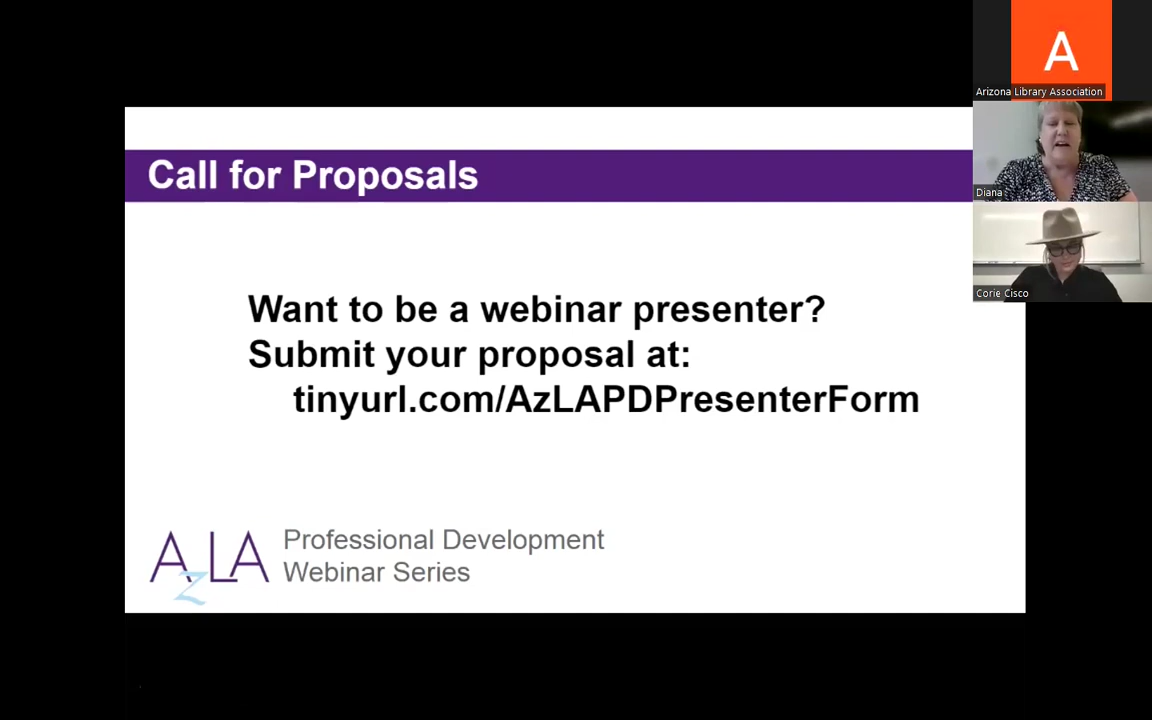 Call for Proposals
Want to be a webinar presenter?
Submit your proposal at:
tinyurl.com/AzLAPDPresenterForm
AzLA
Professional Development
Webinar Series
A
Arizona Library Association
Diana
Corie Cisco